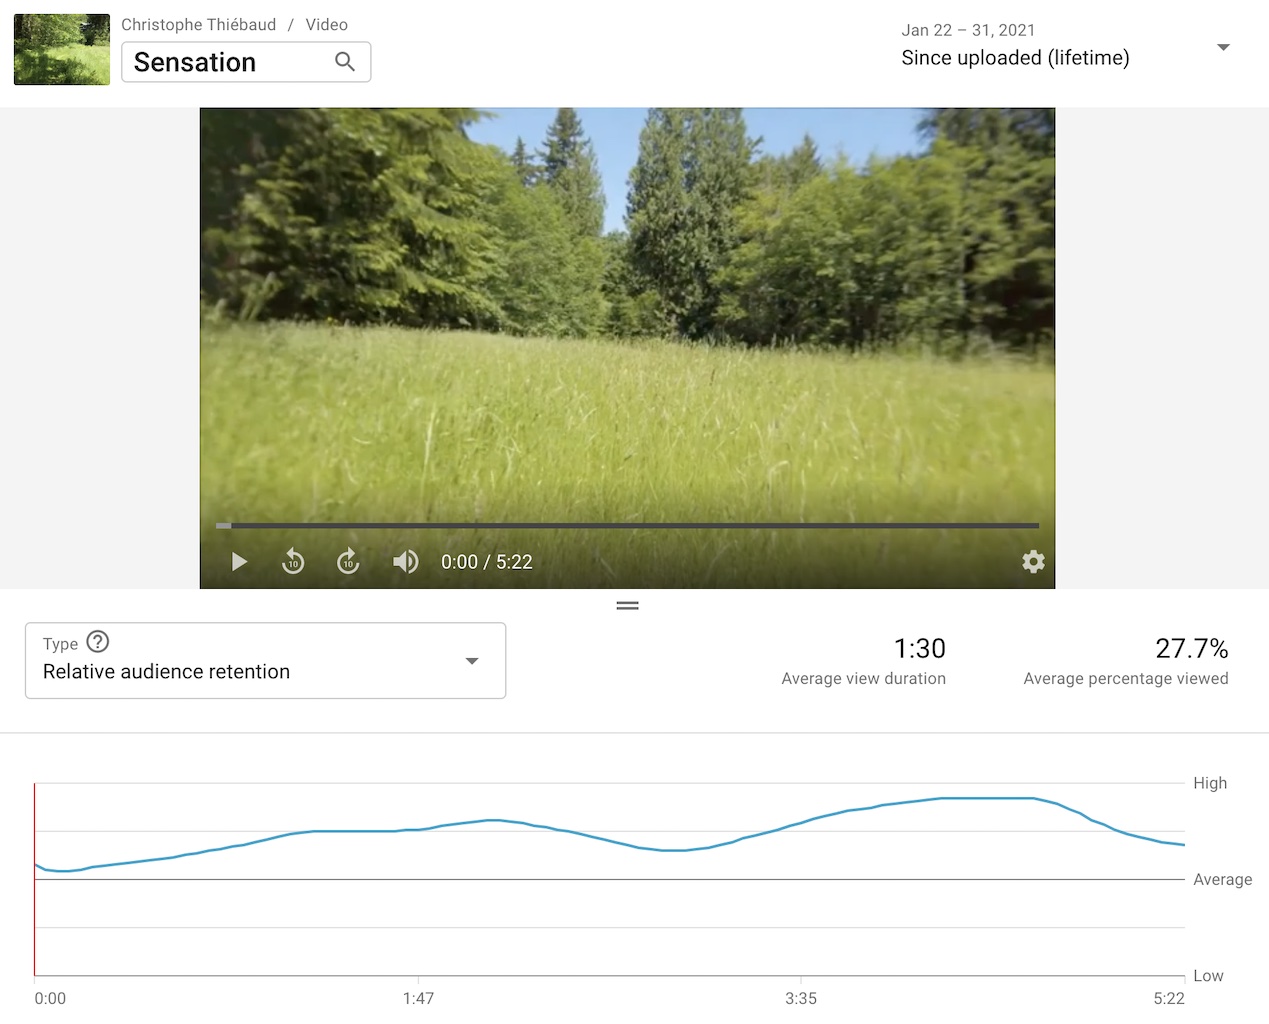 Christophe Thiébaud / Video
Sensation
Jan 22 – 31, 2021
Since uploaded (lifetime)
10 10 0:00 / 5:22
Type ?
Relative audience retention
1:30
Average view duration
27.7%
Average percentage viewed
High
Average
Low
0:00 1:47 3:35 5:22